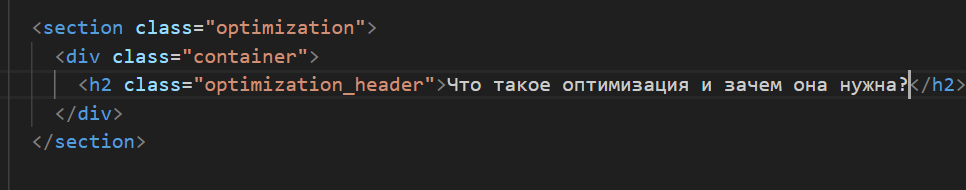 <section class="optimization">
<div class="container">
<h2 class="optimization_header">Что такое оптимизация и зачем она нужна?</h2>
</div>
</section>